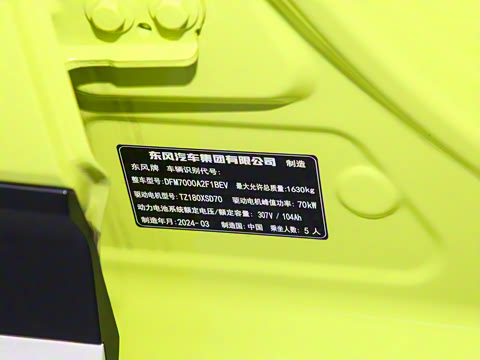 东风汽车集团有限公司 制造
东风牌 车辆识别代号:
整车型号:DFM7000A2F1BEV 最大允许总质量:1630kg
驱动电机型号:TZ180XSD70 驱动电机峰值功率:70kW
动力电池系统额定电压/额定容量: 307V / 104Ah
制造年月:2024-03 制造国:中国 乘坐人数: 5 人